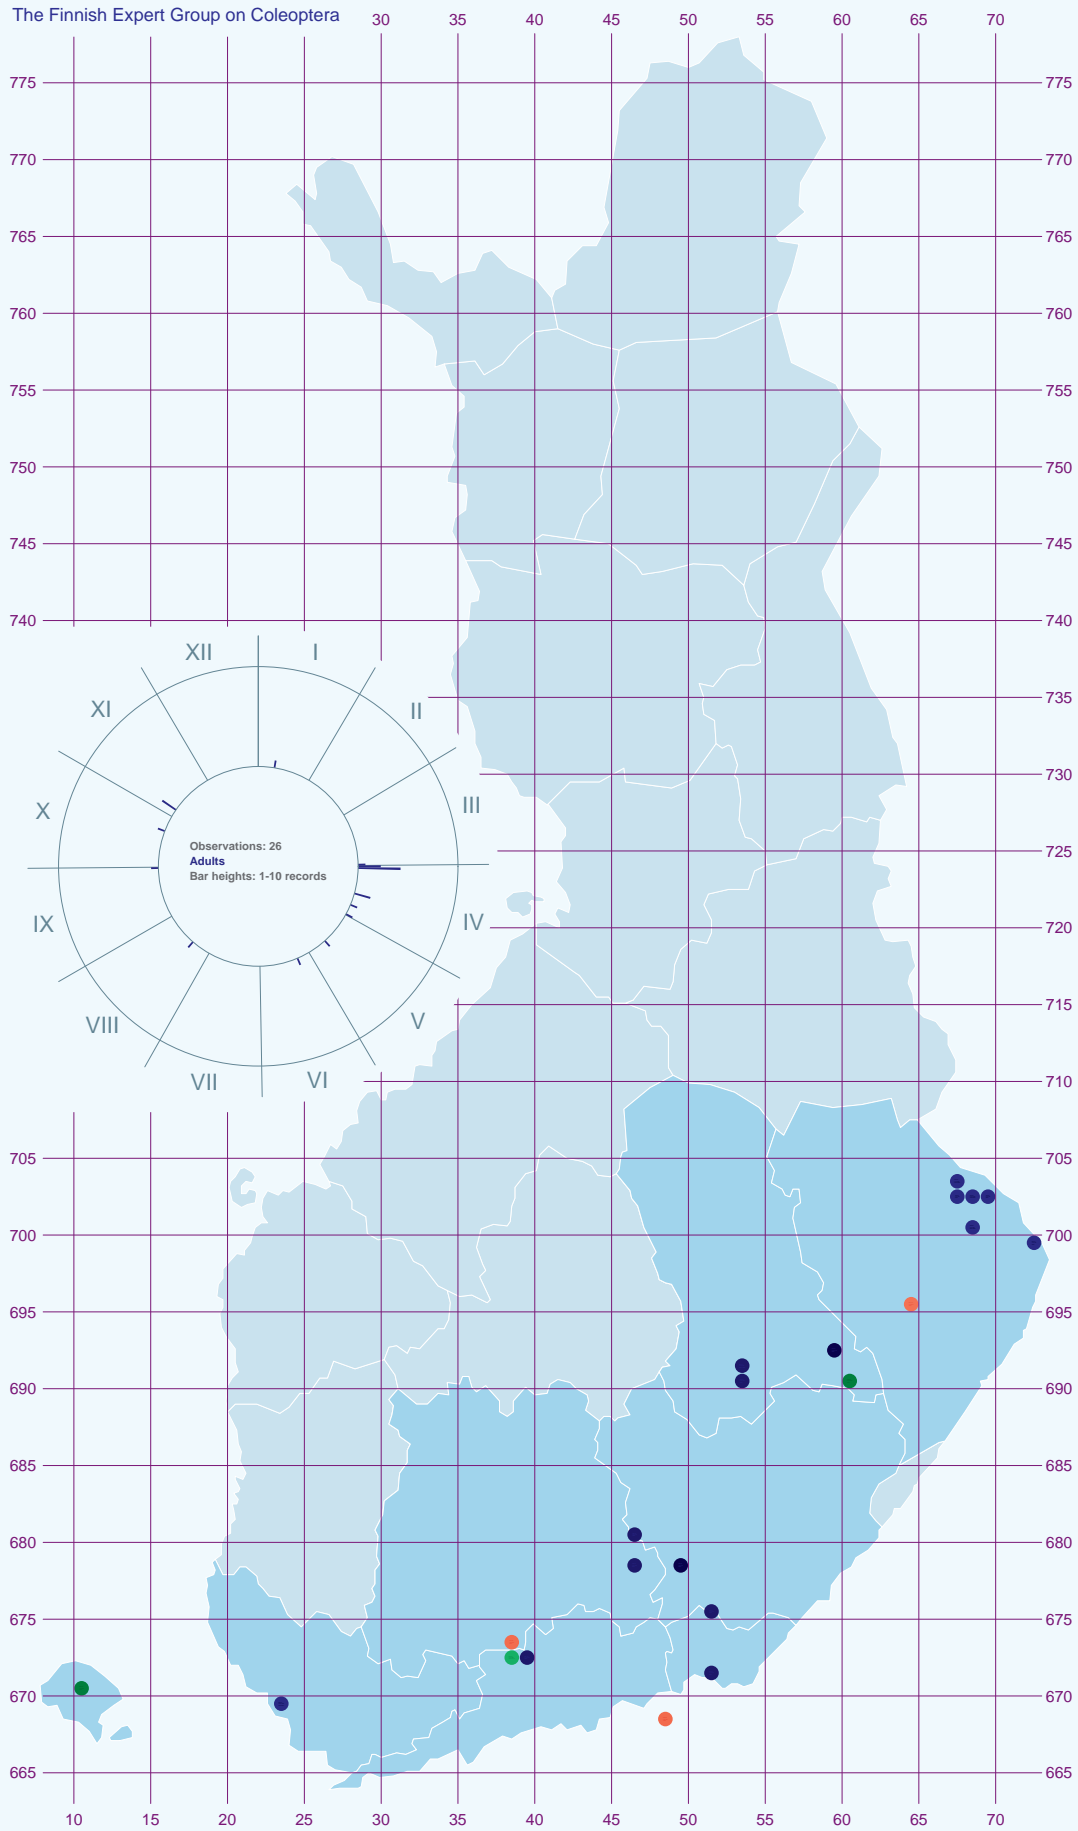 The Finnish Expert Group on Coleoptera
30 35 40 45 50 55 60 65 70
775 775
770 770
765 765
760 760
755 755
750 750
745 745
740 740
735
730
725
720
715
710
705 705
700 700
695 695
690 690
685 685
680 680
675 675
670 670
665 665
XII I
XI II
X III
IX IV
VIII V
VII VI
Observations: 26
Adults
Bar heights: 1-10 records
10 15 20 25 30 35 40 45 50 55 60 65 70